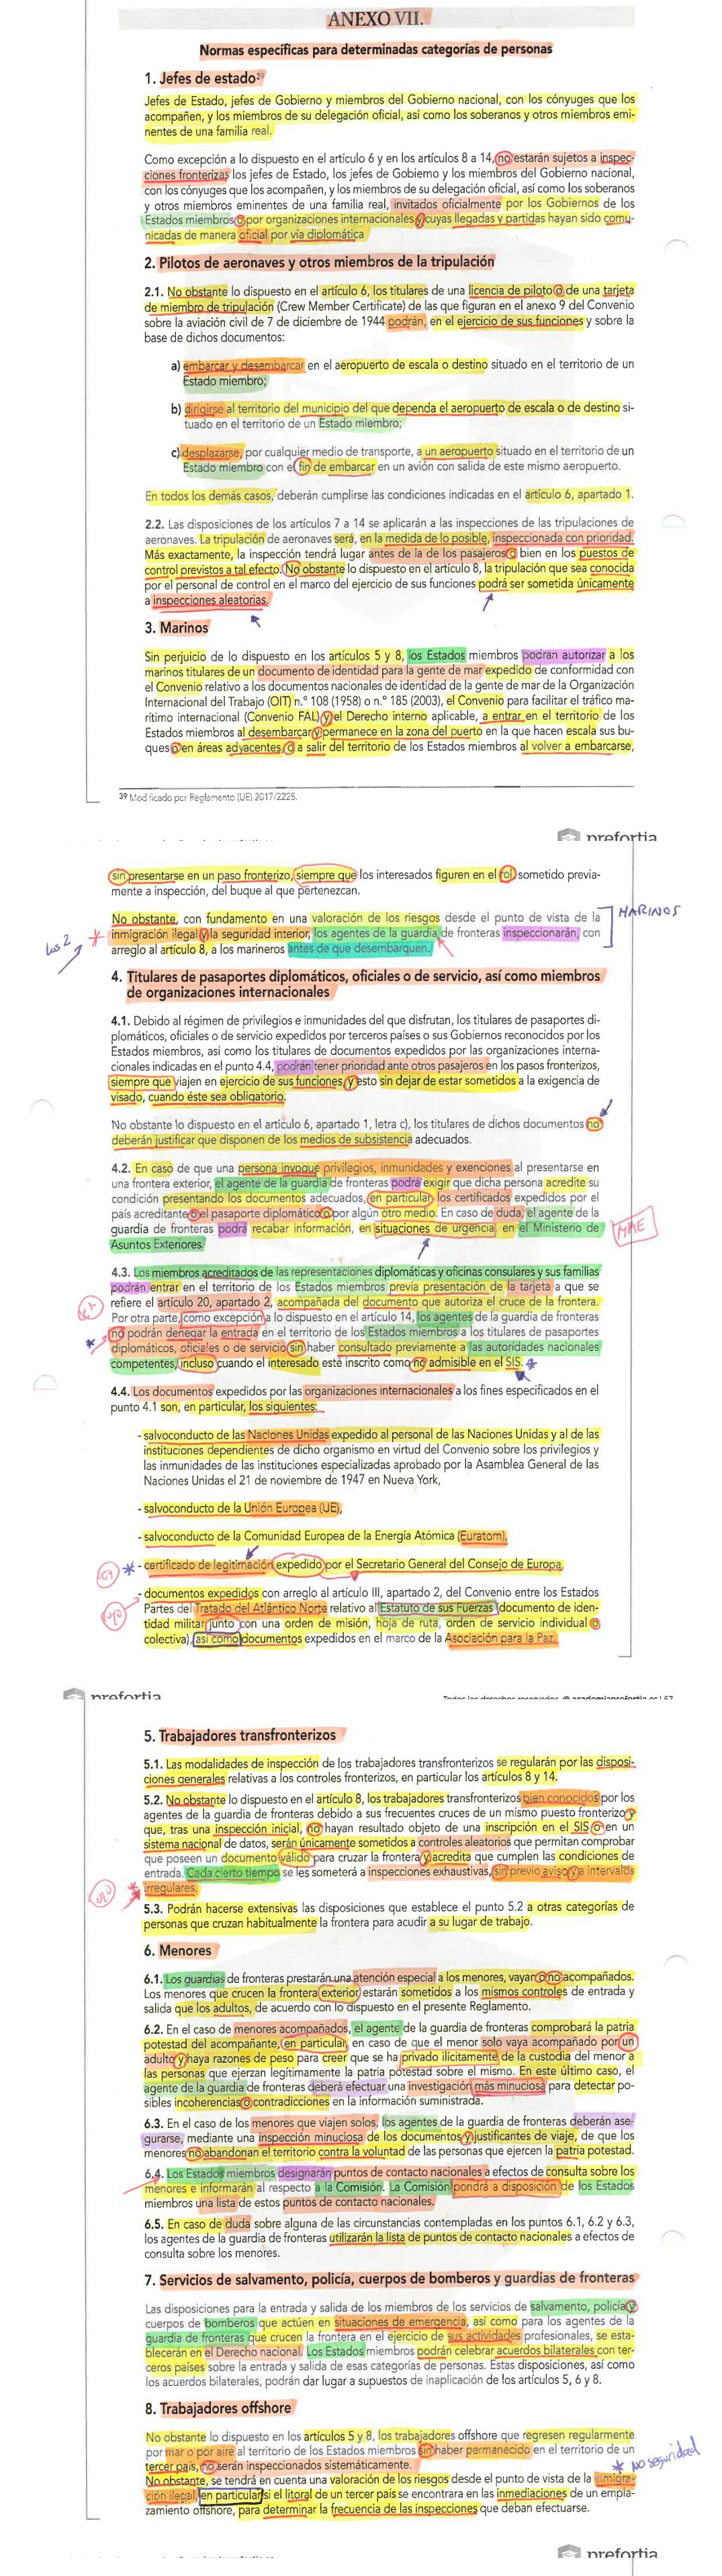 ANEXO VII.
Normas específicas para determinadas categorías de personas
1. Jefes de estado39
Jefes de Estado, jefes de Gobierno y miembros del Gobierno nacional, con los cónyuges que los
acompañen, y los miembros de su delegación oficial, así como los soberanos y otros miembros emi-
nentes de una familia real.
Como excepción a lo dispuesto en el artículo 6 y en los artículos 8 a 14, no estarán sujetos a inspec-
ciones fronterizas los jefes de Estado, los jefes de Gobierno y los miembros del Gobierno nacional,
con los cónyuges que los acompañen, y los miembros de su delegación oficial, así como los soberanos
y otros miembros eminentes de una familia real, invitados oficialmente por los Gobiernos de los
Estados miembros o por organizaciones internacionales y cuyas llegadas y partidas hayan sido comu-
nicadas de manera oficial por vía diplomática
2. Pilotos de aeronaves y otros miembros de la tripulación
2.1. No obstante lo dispuesto en el artículo 6, los titulares de una licencia de piloto o de una tarjeta
de miembro de tripulación (Crew Member Certificate) de las que figuran en el anexo 9 del Convenio
sobre la aviación civil de 7 de diciembre de 1944 podrán, en el ejercicio de sus funciones y sobre la
base de dichos documentos:
a) embarcar y desembarcar en el aeropuerto de escala o destino situado en el territorio de un
Estado miembro;
b) dirigirse al territorio del municipio del que dependa el aeropuerto de escala o de destino si-
tuado en el territorio de un Estado miembro;
c) desplazarse, por cualquier medio de transporte, a un aeropuerto situado en el territorio de un
Estado miembro con el fin de embarcar en un avión con salida de este mismo aeropuerto.
En todos los demás casos, deberán cumplirse las condiciones indicadas en el artículo 6, apartado 1.
2.2. Las disposiciones de los artículos 7 a 14 se aplicarán a las inspecciones de las tripulaciones de
aeronaves. La tripulación de aeronaves será, en la medida de lo posible, inspeccionada con prioridad.
Más exactamente, la inspección tendrá lugar antes de la de los pasajeros o bien en los puestos de
control previstos a tal efecto. No obstante lo dispuesto en el artículo 8, la tripulación que sea conocida
por el personal de control en el marco del ejercicio de sus funciones podrá ser sometida únicamente
a inspecciones aleatorias.
3. Marinos
Sin perjuicio de lo dispuesto en los artículos 5 y 8, los Estados miembros podrán autorizar a los
marinos titulares de un documento de identidad para la gente de mar expedido de conformidad con
el Convenio relativo a los documentos nacionales de identidad de la gente de mar de la Organización
Internacional del Trabajo (OIT) n.º 108 (1958) o n.º 185 (2003), el Convenio para facilitar el tráfico ma-
rítimo internacional (Convenio FAL) y el Derecho interno aplicable, a entrar en el territorio de los
Estados miembros al desembarcar y permanece en la zona del puerto en la que hacen escala sus bu-
ques o en áreas adyacentes, o a salir del territorio de los Estados miembros al volver a embarcarse,
39 Modificado por Reglamento (UE) 2017/2225.
prefortia
sin presentarse en un paso fronterizo, siempre que los interesados figuren en el rol, sometido previa-
mente a inspección, del buque al que pertenezcan.
No obstante, con fundamento en una valoración de los riesgos desde el punto de vista de la
inmigración ilegal y la seguridad interior, los agentes de la guardia de fronteras inspeccionarán, con
arreglo al artículo 8, a los marineros antes de que desembarquen.
MARINOS
los 2
4. Titulares de pasaportes diplomáticos, oficiales o de servicio, así como miembros
de organizaciones internacionales
4.1. Debido al régimen de privilegios e inmunidades del que disfrutan, los titulares de pasaportes di-
plomáticos, oficiales o de servicio expedidos por terceros países o sus Gobiernos reconocidos por los
Estados miembros, así como los titulares de documentos expedidos por las organizaciones interna-
cionales indicadas en el punto 4.4, podrán tener prioridad ante otros pasajeros en los pasos fronterizos,
siempre que viajen en ejercicio de sus funciones y esto sin dejar de estar sometidos a la exigencia de
visado, cuando éste sea obligatorio.
No obstante lo dispuesto en el artículo 6, apartado 1, letra c), los titulares de dichos documentos no
deberán justificar que disponen de los medios de subsistencia adecuados.
4.2. En caso de que una persona invoque privilegios, inmunidades y exenciones al presentarse en
una frontera exterior, el agente de la guardia de fronteras podrá exigir que dicha persona acredite su
condición presentando los documentos adecuados, en particular los certificados expedidos por el
país acreditante o el pasaporte diplomático o por algún otro medio. En caso de duda, el agente de la
guardia de fronteras podrá recabar información, en situaciones de urgencia, en el Ministerio de
Asuntos Exteriores
MAE
4.3. Los miembros acreditados de las representaciones diplomáticas y oficinas consulares y sus familias
podrán entrar en el territorio de los Estados miembros previa presentación de la tarjeta a que se
refiere el artículo 20, apartado 2, acompañada del documento que autoriza el cruce de la frontera.
Por otra parte, como excepción a lo dispuesto en el artículo 14, los agentes de la guardia de fronteras
no podrán denegar la entrada en el territorio de los Estados miembros a los titulares de pasaportes
diplomáticos, oficiales o de servicio sin haber consultado previamente a las autoridades nacionales
competentes, incluso cuando el interesado esté inscrito como no admisible en el SIS. *
4.4. Los documentos expedidos por las organizaciones internacionales a los fines especificados en el
punto 4.1 son, en particular, los siguientes:
- salvoconducto de las Naciones Unidas expedido al personal de las Naciones Unidas y al de las
instituciones dependientes de dicho organismo en virtud del Convenio sobre los privilegios y
las inmunidades de las instituciones especializadas aprobado por la Asamblea General de las
Naciones Unidas el 21 de noviembre de 1947 en Nueva York,
- salvoconducto de la Unión Europea (UE),
- salvoconducto de la Comunidad Europea de la Energía Atómica (Euratom),
- certificado de legitimación expedido por el Secretario General del Consejo de Europa,
- documentos expedidos con arreglo al artículo III, apartado 2, del Convenio entre los Estados
Partes del Tratado del Atlántico Norte relativo al Estatuto de sus Fuerzas (documento de iden-
tidad militar junto con una orden de misión, hoja de ruta, orden de servicio individual o
colectiva), así como documentos expedidos en el marco de la Asociación para la Paz.
prefortia
5. Trabajadores transfronterizos
5.1. Las modalidades de inspección de los trabajadores transfronterizos se regularán por las disposi-
ciones generales relativas a los controles fronterizos, en particular los artículos 8 y 14.
5.2. No obstante lo dispuesto en el artículo 8, los trabajadores transfronterizos bien conocidos por los
agentes de la guardia de fronteras debido a sus frecuentes cruces de un mismo puesto fronterizo y
que, tras una inspección inicial, no hayan resultado objeto de una inscripción en el SIS o en un
sistema nacional de datos, serán únicamente sometidos a controles aleatorios que permitan comprobar
que poseen un documento válido para cruzar la frontera y acredita que cumplen las condiciones de
entrada. Cada cierto tiempo se les someterá a inspecciones exhaustivas, sin previo aviso y a intervalos
irregulares.
5.3. Podrán hacerse extensivas las disposiciones que establece el punto 5.2 a otras categorías de
personas que cruzan habitualmente la frontera para acudir a su lugar de trabajo.
6. Menores
6.1. Los guardias de fronteras prestarán una atención especial a los menores, vayan o no acompañados.
Los menores que crucen la frontera exterior estarán sometidos a los mismos controles de entrada y
salida que los adultos, de acuerdo con lo dispuesto en el presente Reglamento.
6.2. En el caso de menores acompañados, el agente de la guardia de fronteras comprobará la patria
potestad del acompañante, en particular, en caso de que el menor solo vaya acompañado por un
adulto y haya razones de peso para creer que se ha privado ilícitamente de la custodia del menor a
las personas que ejerzan legítimamente la patria potestad sobre el mismo. En este último caso, el
agente de la guardia de fronteras deberá efectuar una investigación más minuciosa para detectar po-
sibles incoherencias o contradicciones en la información suministrada.
6.3. En el caso de los menores que viajen solos, los agentes de la guardia de fronteras deberán ase-
gurarse, mediante una inspección minuciosa de los documentos y justificantes de viaje, de que los
menores no abandonan el territorio contra la voluntad de las personas que ejercen la patria potestad.
6.4. Los Estados miembros designarán puntos de contacto nacionales a efectos de consulta sobre los
menores e informarán al respecto a la Comisión. La Comisión pondrá a disposición de los Estados
miembros una lista de estos puntos de contacto nacionales.
6.5. En caso de duda sobre alguna de las circunstancias contempladas en los puntos 6.1, 6.2 y 6.3,
los agentes de la guardia de fronteras utilizarán la lista de puntos de contacto nacionales a efectos de
consulta sobre los menores.
7. Servicios de salvamento, policía, cuerpos de bomberos y guardias de fronteras
Las disposiciones para la entrada y salida de los miembros de los servicios de salvamento, policía y
cuerpos de bomberos que actúen en situaciones de emergencia, así como para los agentes de la
guardia de fronteras que crucen la frontera en el ejercicio de sus actividades profesionales, se esta-
blecerán en el Derecho nacional. Los Estados miembros podrán celebrar acuerdos bilaterales con ter-
ceros países sobre la entrada y salida de esas categorías de personas. Estas disposiciones, así como
los acuerdos bilaterales, podrán dar lugar a supuestos de inaplicación de los artículos 5, 6 y 8.
8. Trabajadores offshore
No obstante lo dispuesto en los artículos 5 y 8, los trabajadores offshore que regresen regularmente
por mar o por aire al territorio de los Estados miembros sin haber permanecido en el territorio de un
tercer país, no serán inspeccionados sistemáticamente.
* NO seguridad
No obstante, se tendrá en cuenta una valoración de los riesgos desde el punto de vista de la inmigra-
ción ilegal, en particular si el litoral de un tercer país se encontrara en las inmediaciones de un empla-
zamiento offshore, para determinar la frecuencia de las inspecciones que deban efectuarse.
prefortia